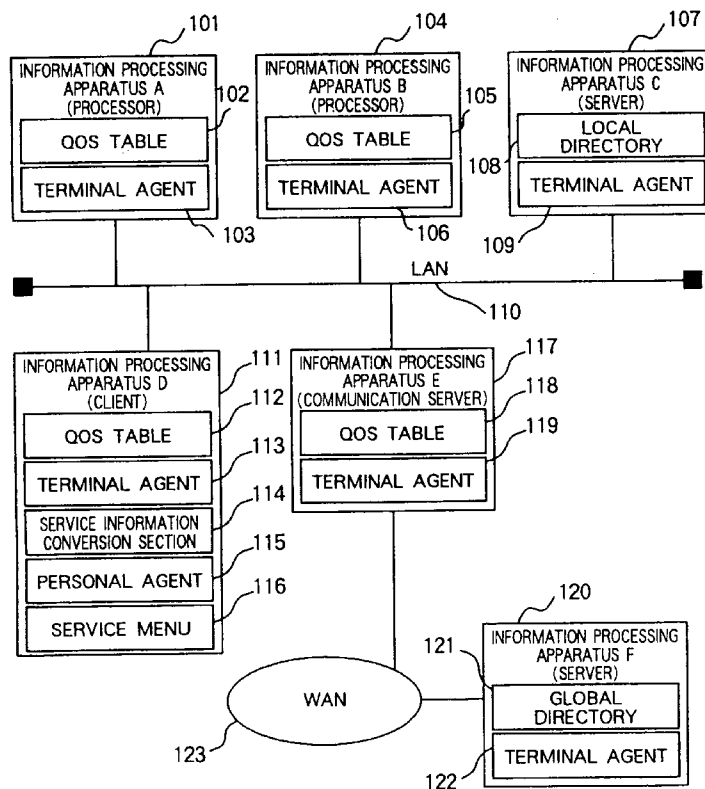 101
INFORMATION PROCESSING
APPARATUS A
(PROCESSOR)
102
QOS TABLE
TERMINAL AGENT
103
104
INFORMATION PROCESSING
APPARATUS B
(PROCESSOR)
105
QOS TABLE
TERMINAL AGENT
106
107
INFORMATION PROCESSING
APPARATUS C
(SERVER)
LOCAL
DIRECTORY
108
TERMINAL AGENT
109
LAN
110
INFORMATION PROCESSING
APPARATUS D
(CLIENT)
111
112
QOS TABLE
113
TERMINAL AGENT
114
SERVICE INFORMATION
CONVERSION SECTION
115
PERSONAL AGENT
116
SERVICE MENU
INFORMATION PROCESSING
APPARATUS E
(COMMUNICATION SERVER)
117
118
QOS TABLE
119
TERMINAL AGENT
WAN
123
120
INFORMATION PROCESSING
APPARATUS F
(SERVER)
121
GLOBAL
DIRECTORY
TERMINAL AGENT
122